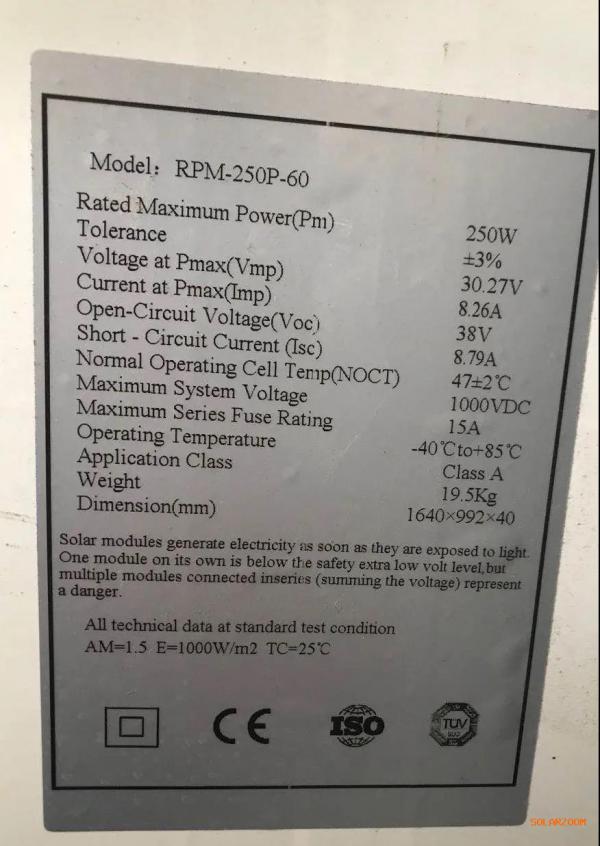 Model: RPM-250P-60
Rated Maximum Power(Pm) 250W
Tolerance ±3%
Voltage at Pmax(Vmp) 30.27V
Current at Pmax(Imp) 8.26A
Open-Circuit Voltage(Voc) 38V
Short - Circuit Current (Isc) 8.79A
Normal Operating Cell Temp(NOCT) 47±2℃
Maximum System Voltage 1000VDC
Maximum Series Fuse Rating 15A
Operating Temperature -40℃to+85℃
Application Class Class A
Weight 19.5Kg
Dimension(mm) 1640×992×40
Solar modules generate electricity as soon as they are exposed to light.
One module on its own is below the safety extra low volt level,but
multiple modules connected inseries (summing the voltage) represent
a danger.
All technical data at standard test condition
AM=1.5 E=1000W/m2 TC=25℃
CE ISO TUV
SUD
SOLARZOOM